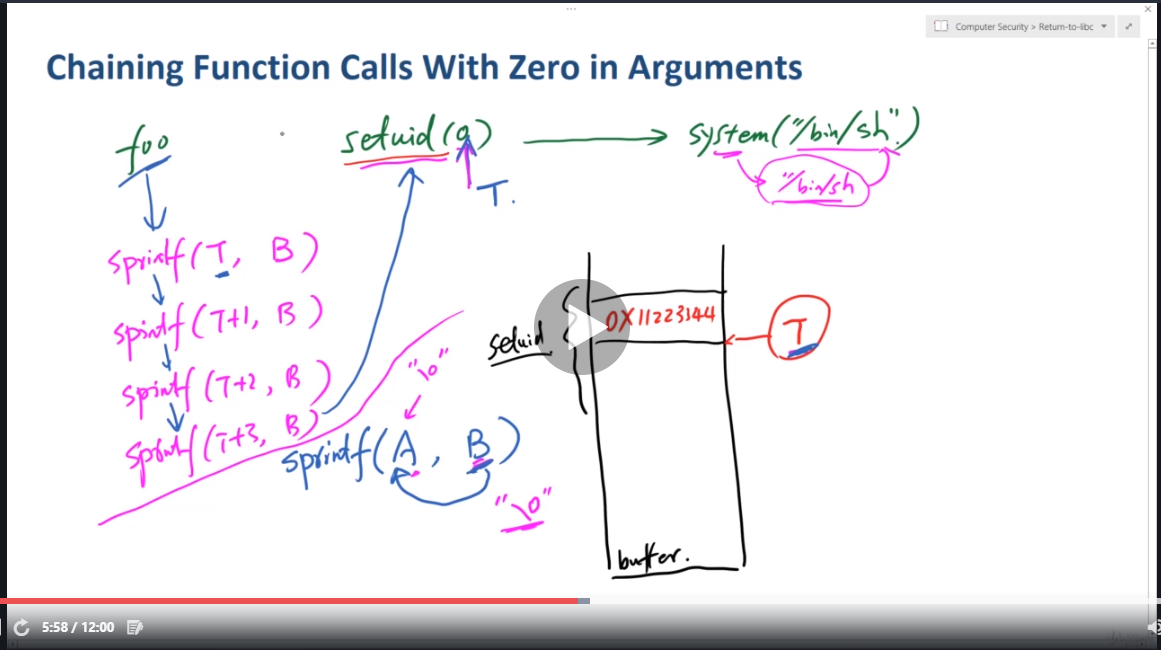 Computer Security > Return-to-libc
Chaining Function Calls With Zero in Arguments
foo
setuid(0)
system("/bin/sh")
"/bin/sh
T.
sprintf(T, B)
sprintf(T+1, B)
sprintf(T+2, B)
sprintf(T+3, B)
setuid
0x11223344
T
"\0"
sprintf(A, B)
"\0"
buffer.
5:58 / 12:00